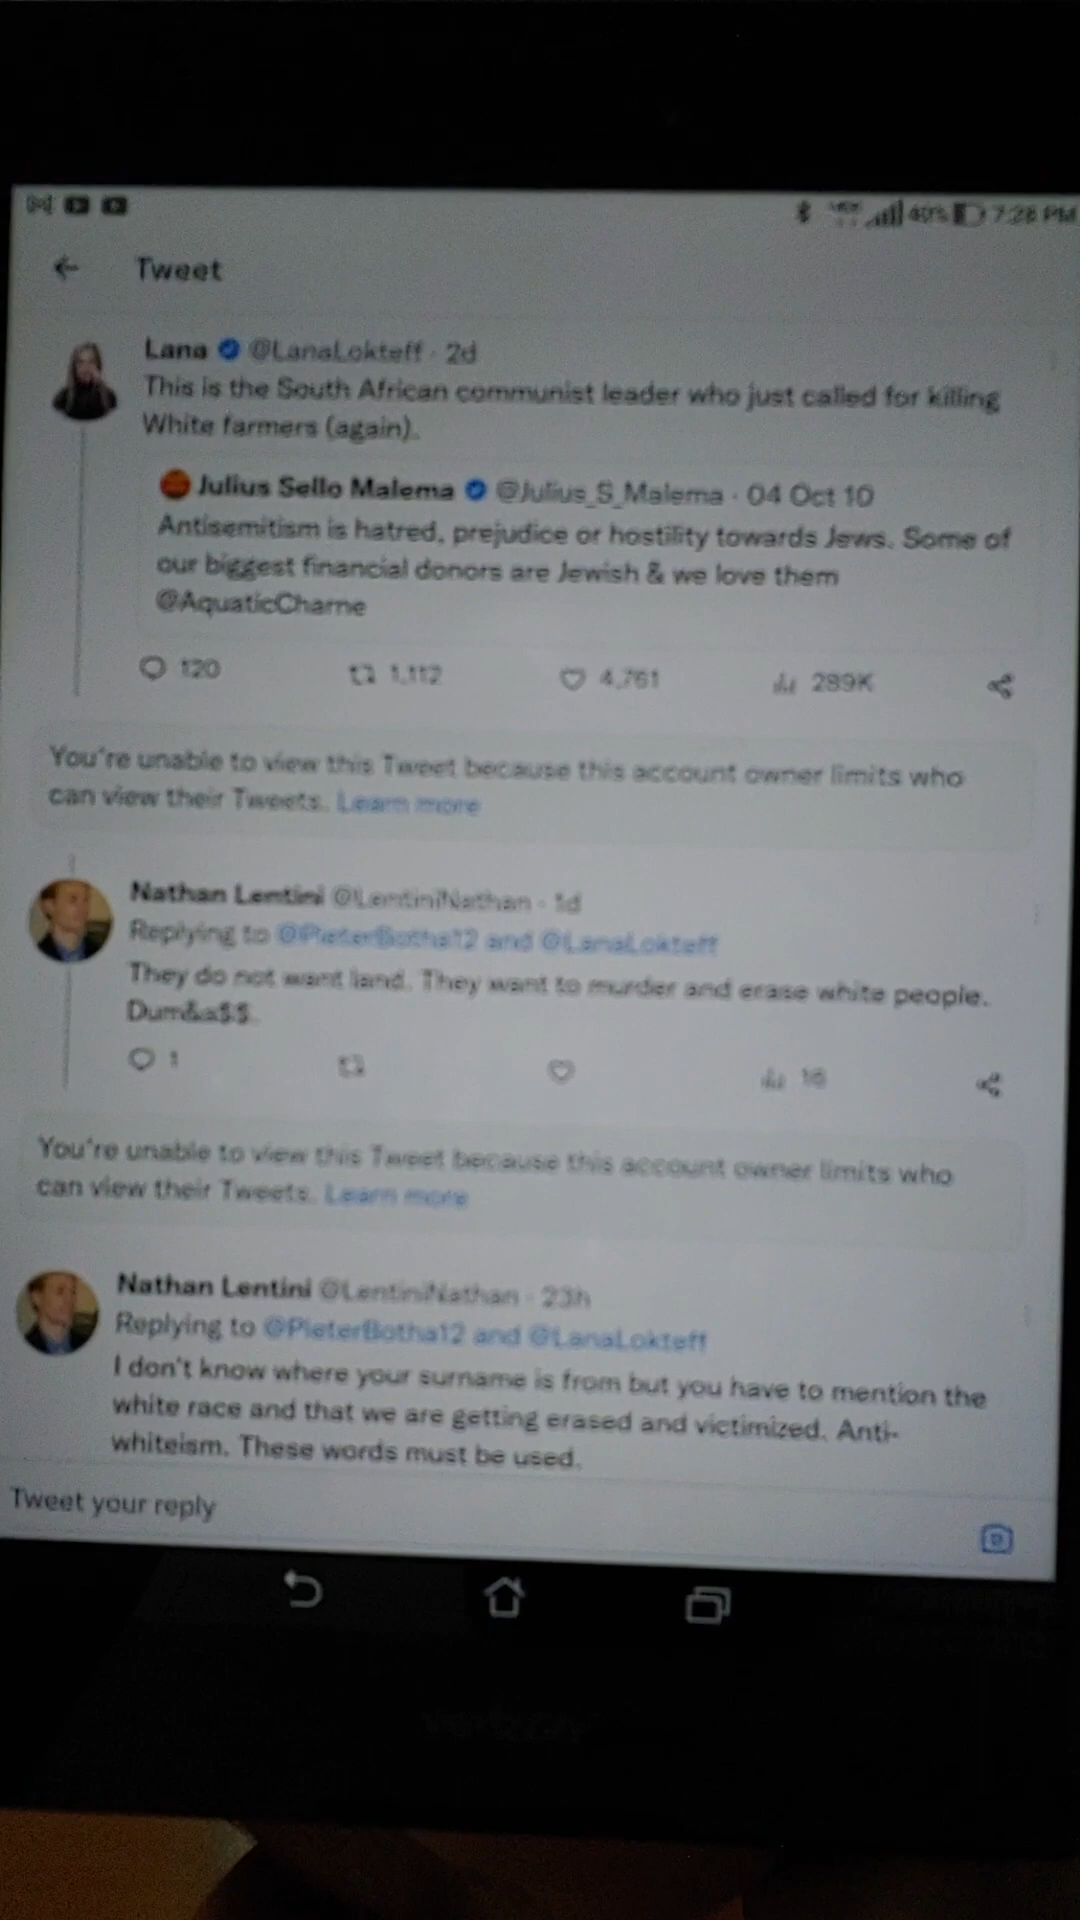 40% 7:28 PM
Tweet
Lana @LanaLokteff · 2d
This is the South African communist leader who just called for killing
White farmers (again).
Julius Sello Malema @Julius_S_Malema · 04 Oct 10
Antisemitism is hatred, prejudice or hostility towards Jews. Some of
our biggest financial donors are Jewish & we love them
@AquaticCharne
120 1,112 4,761 289K
You're unable to view this Tweet because this account owner limits who
can view their Tweets. Learn more
Nathan Lentini @LentiniNathan · 1d
Replying to @PieterBotha12 and @LanaLokteff
They do not want land. They want to murder and erase white people.
Dum&a$$.
1 16
You're unable to view this Tweet because this account owner limits who
can view their Tweets. Learn more
Nathan Lentini @LentiniNathan · 23h
Replying to @PieterBotha12 and @LanaLokteff
I don't know where your surname is from but you have to mention the
white race and that we are getting erased and victimized. Anti-
whiteism. These words must be used.
Tweet your reply